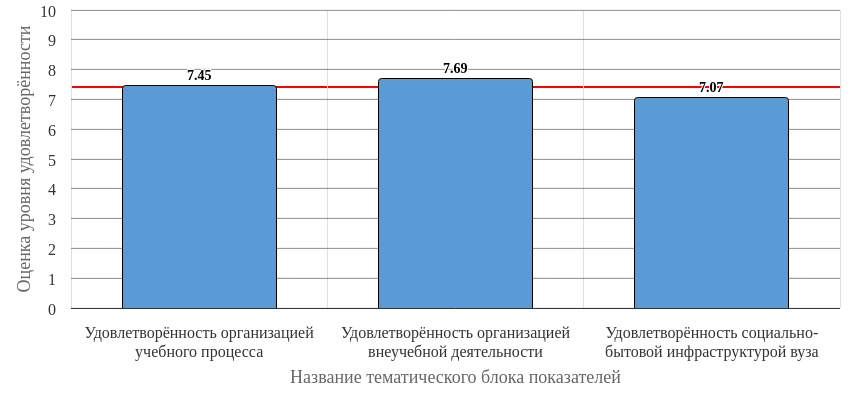 Оценка уровня удовлетворённости
10
9
8
7
6
5
4
3
2
1
0
7.45
7.69
7.07
Удовлетворённость организацией
учебного процесса
Удовлетворённость организацией
внеучебной деятельности
Удовлетворённость социально-
бытовой инфраструктурой вуза
Название тематического блока показателей